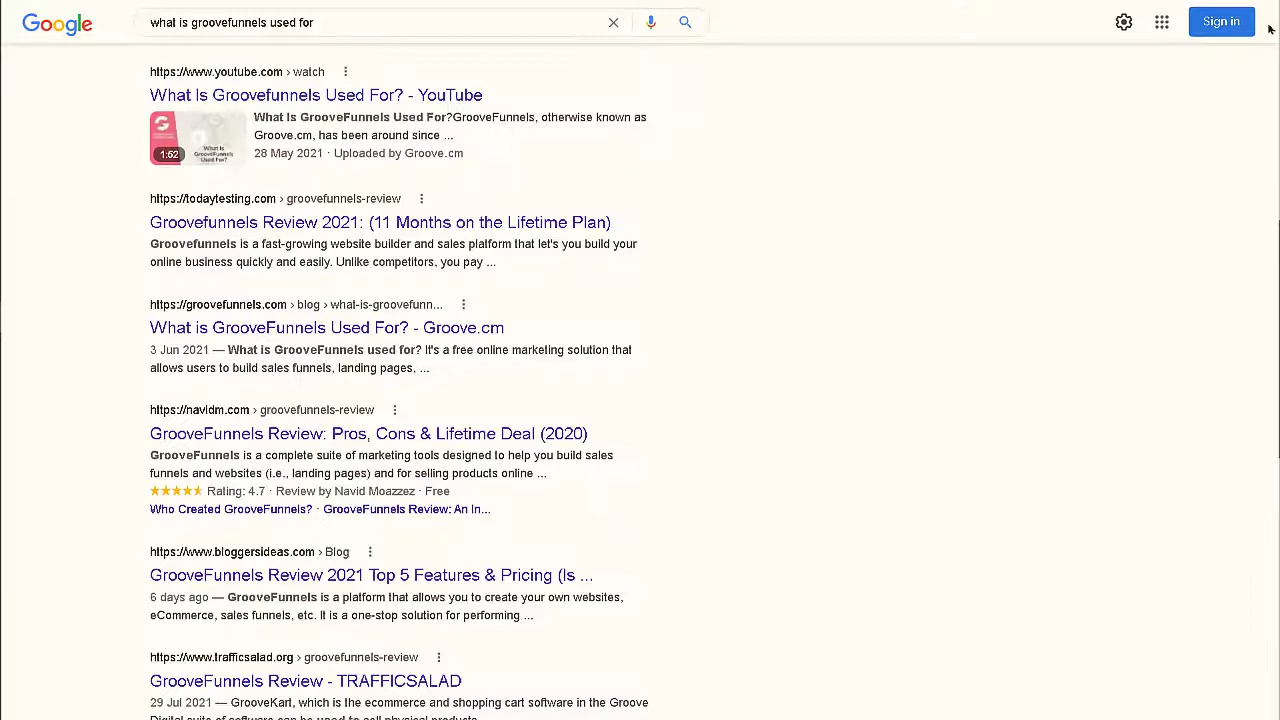 Google
what is groovefunnels used for
Sign in
https://www.youtube.com › watch
What Is Groovefunnels Used For? - YouTube
What Is GrooveFunnels Used For?GrooveFunnels, otherwise known as
Groove.cm, has been around since ...
28 May 2021 · Uploaded by Groove.cm
What Is
GrooveFunnels
Used For?
1:52
https://todaytesting.com › groovefunnels-review
Groovefunnels Review 2021: (11 Months on the Lifetime Plan)
Groovefunnels is a fast-growing website builder and sales platform that let's you build your
online business quickly and easily. Unlike competitors, you pay ...
https://groovefunnels.com › blog › what-is-groovefunn...
What is GrooveFunnels Used For? - Groove.cm
3 Jun 2021 — What is GrooveFunnels used for? It's a free online marketing solution that
allows users to build sales funnels, landing pages, ...
https://navidm.com › groovefunnels-review
GrooveFunnels Review: Pros, Cons & Lifetime Deal (2020)
GrooveFunnels is a complete suite of marketing tools designed to help you build sales
funnels and websites (i.e., landing pages) and for selling products online ...
Rating: 4.7 · Review by Navid Moazzez · Free
Who Created GrooveFunnels? · GrooveFunnels Review: An In...
https://www.bloggersideas.com › Blog
GrooveFunnels Review 2021 Top 5 Features & Pricing (Is ...
6 days ago — GrooveFunnels is a platform that allows you to create your own websites,
eCommerce, sales funnels, etc. It is a one-stop solution for performing ...
https://www.trafficsalad.org › groovefunnels-review
GrooveFunnels Review - TRAFFICSALAD
29 Jul 2021 — GrooveKart, which is the ecommerce and shopping cart software in the Groove
Digital suite of software can be used to sell physical products